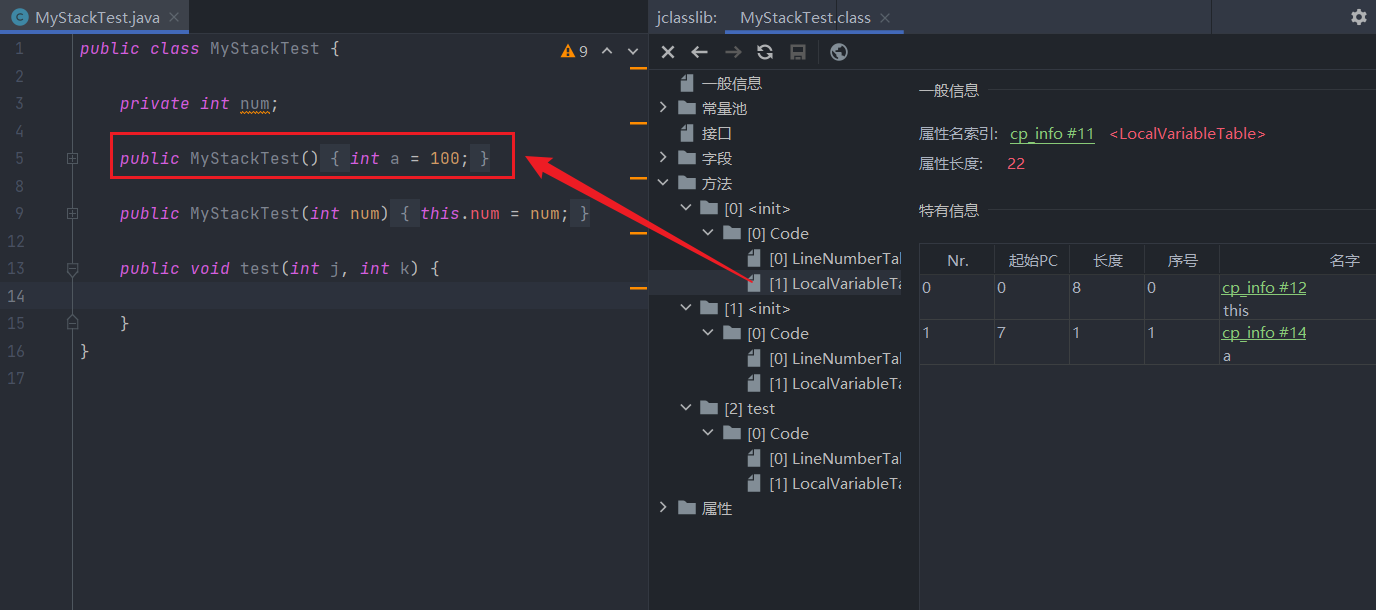 MyStackTest.java
1 public class MyStackTest {
9
2
3 private int num;
4
5 public MyStackTest() { int a = 100; }
8
9 public MyStackTest(int num) { this.num = num; }
12
13 public void test(int j, int k) {
14
15 }
16 }
17
jclasslib: MyStackTest.class
一般信息
常量池
接口
字段
方法
[0] <init>
[0] Code
[0] LineNumberTal
[1] LocalVariableTa
[1] <init>
[0] Code
[0] LineNumberTal
[1] LocalVariableTa
[2] test
[0] Code
[0] LineNumberTal
[1] LocalVariableTa
属性
一般信息
属性名索引: cp_info #11 <LocalVariableTable>
属性长度: 22
特有信息
Nr. 起始PC 长度 序号 名字
0 0 8 0 cp_info #12
this
1 7 1 1 cp_info #14
a